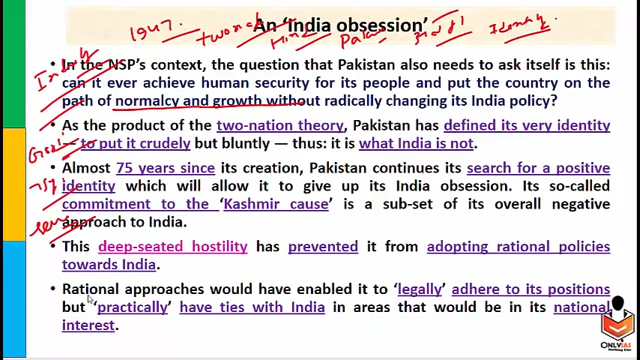 1947
An 'India obsession'
In the NSP's context, the question that Pakistan also needs to ask itself is this:
can it ever achieve human security for its people and put the country on the
path of normalcy and growth without radically changing its India policy?
As the product of the two-nation theory, Pakistan has defined its very identity
— to put it crudely but bluntly — thus: it is what India is not.
Almost 75 years since its creation, Pakistan continues its search for a positive
identity which will allow it to give up its India obsession. Its so-called
commitment to the 'Kashmir cause' is a sub-set of its overall negative
approach to India.
This deep-seated hostility has prevented it from adopting rational policies
towards India.
Rational approaches would have enabled it to 'legally' adhere to its positions
but 'practically' have ties with India in areas that would be in its national
interest.
ONLYIAS